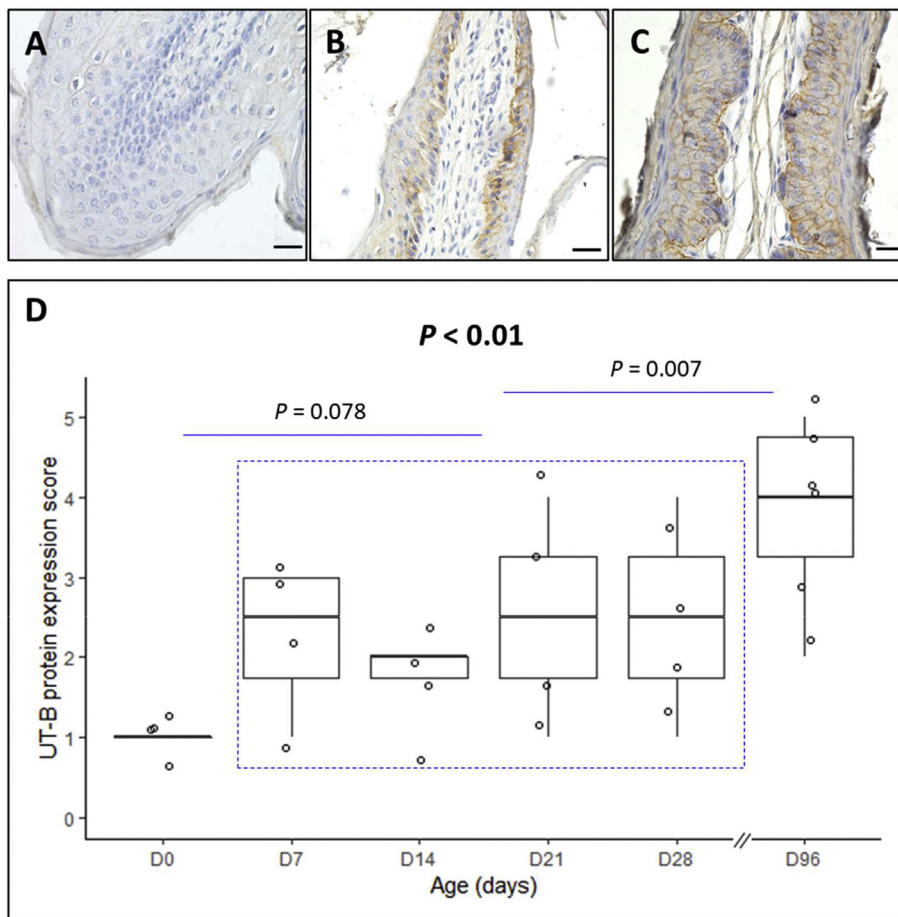 A
B
C
D
P < 0.01
P = 0.007
P = 0.078
UT-B protein expression score
5
4
3
2
1
0
D0 D7 D14 D21 D28 // D96
Age (days)